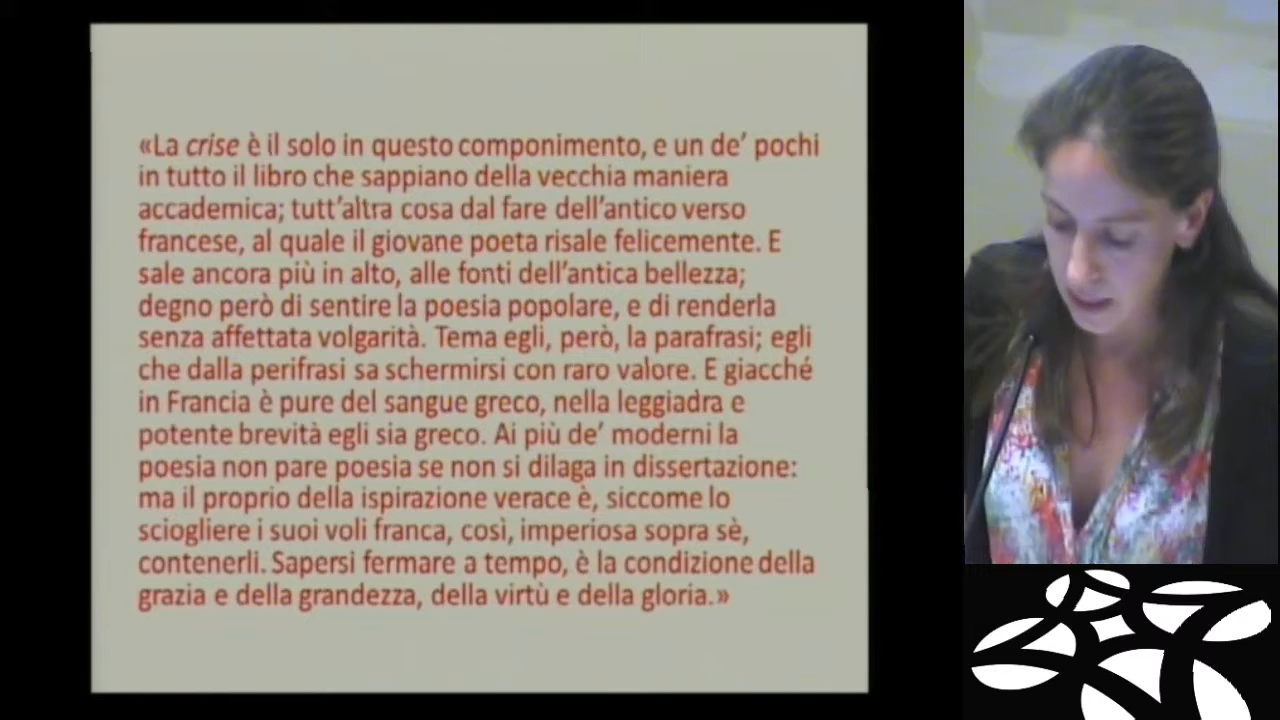 «La crise è il solo in questo componimento, e un de’ pochi
in tutto il libro che sappiano della vecchia maniera
accademica; tutt’altra cosa dal fare dell’antico verso
francese, al quale il giovane poeta risale felicemente. E
sale ancora più in alto, alle fonti dell’antica bellezza;
degno però di sentire la poesia popolare, e di renderla
senza affettata volgarità. Tema egli, però, la parafrasi; egli
che dalla perifrasi sa schermirsi con raro valore. E giacché
in Francia è pure del sangue greco, nella leggiadra e
potente brevità egli sia greco. Ai più de’ moderni la
poesia non pare poesia se non si dilaga in dissertazione:
ma il proprio della ispirazione verace è, siccome lo
sciogliere i suoi voli franca, così, imperiosa sopra sè,
contenerli. Sapersi fermare a tempo, è la condizione della
grazia e della grandezza, della virtù e della gloria.»